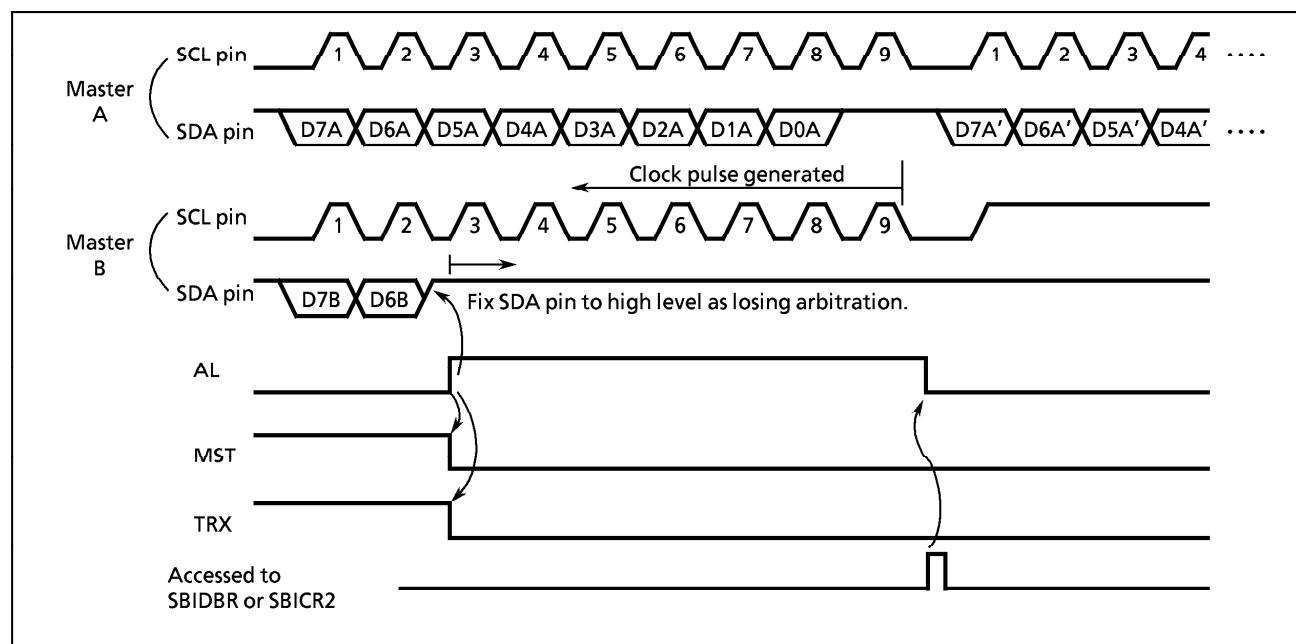 SCL pin 1 2 3 4 5 6 7 8 9 1 2 3 4 ····
Master
A
SDA pin D7A D6A D5A D4A D3A D2A D1A D0A D7A′ D6A′ D5A′ D4A′ ····
Clock pulse generated
SCL pin 1 2 3 4 5 6 7 8 9
Master
B
SDA pin D7B D6B
Fix SDA pin to high level as losing arbitration.
AL
MST
TRX
Accessed to
SBIDBR or SBICR2